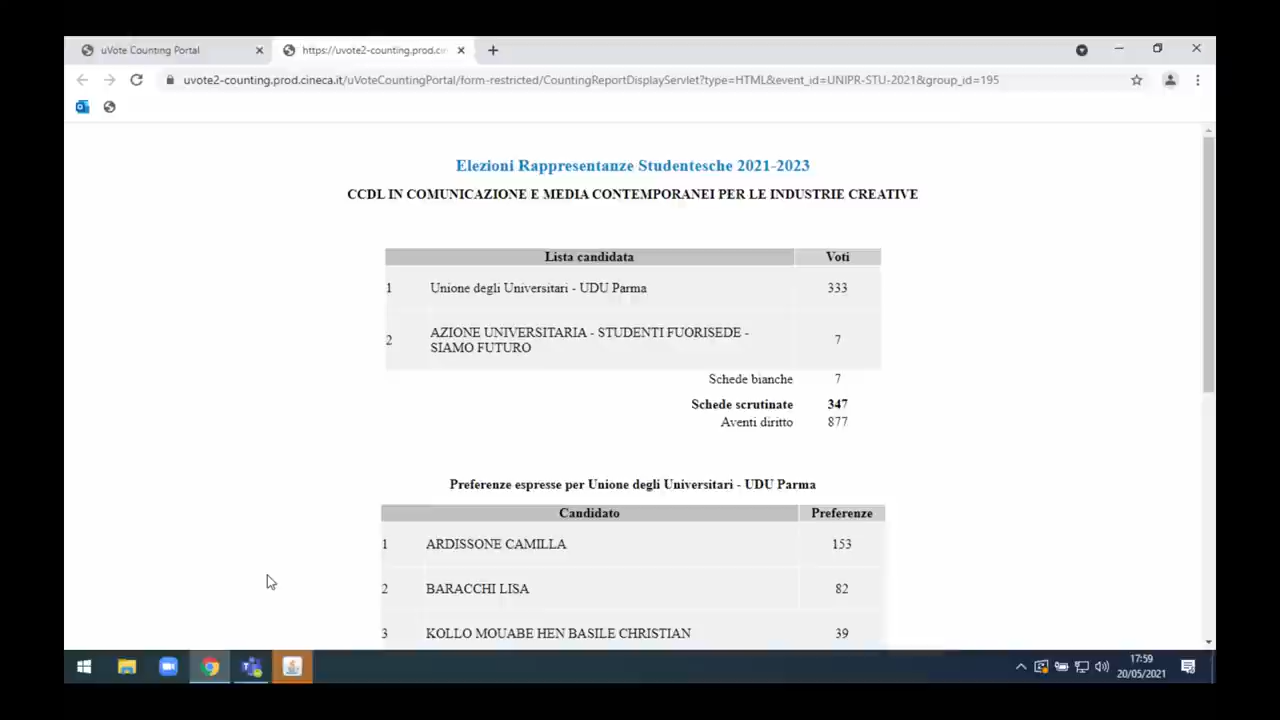 uVote Counting Portal
https://uvote2-counting.prod.cin
uvote2-counting.prod.cineca.it/uVoteCountingPortal/form-restricted/CountingReportDisplayServlet?type=HTML&event_id=UNIPR-STU-2021&group_id=195
Elezioni Rappresentanze Studentesche 2021-2023
CCDL IN COMUNICAZIONE E MEDIA CONTEMPORANEI PER LE INDUSTRIE CREATIVE
Lista candidata Voti
1 Unione degli Universitari - UDU Parma 333
2 AZIONE UNIVERSITARIA - STUDENTI FUORISEDE - SIAMO FUTURO 7
Schede bianche 7
Schede scrutinate 347
Aventi diritto 877
Preferenze espresse per Unione degli Universitari - UDU Parma
Candidato Preferenze
1 ARDISSONE CAMILLA 153
2 BARACCHI LISA 82
3 KOLLO MOUABE HEN BASILE CHRISTIAN 39
17:59
20/05/2021